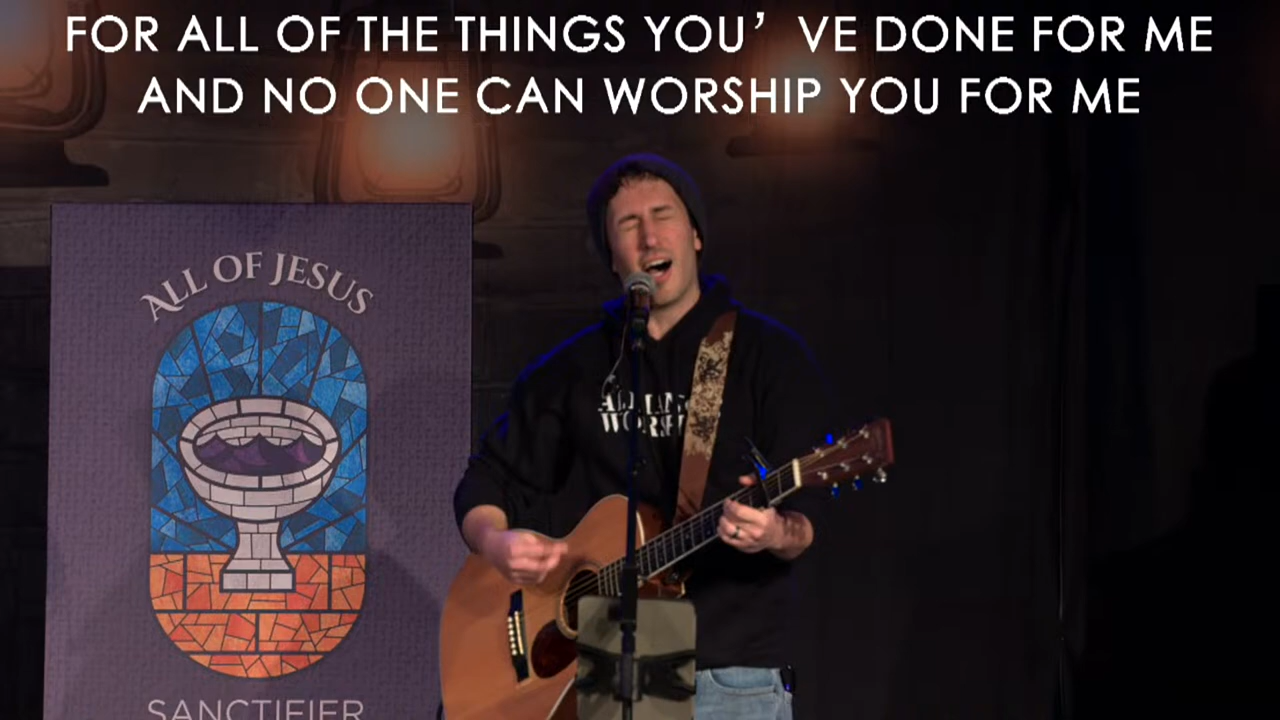 FOR ALL OF THE THINGS YOU’ VE DONE FOR ME
AND NO ONE CAN WORSHIP YOU FOR ME
ALL OF JESUS
SANCTIFIER